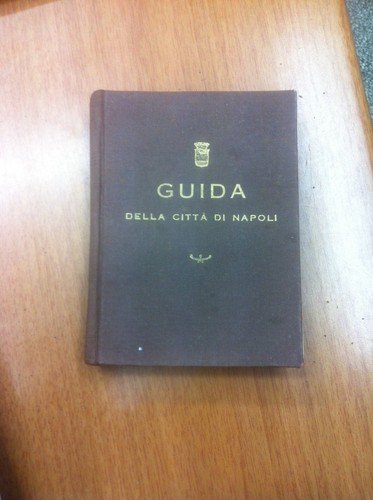 GUIDA
DELLA CITTÀ DI NAPOLI